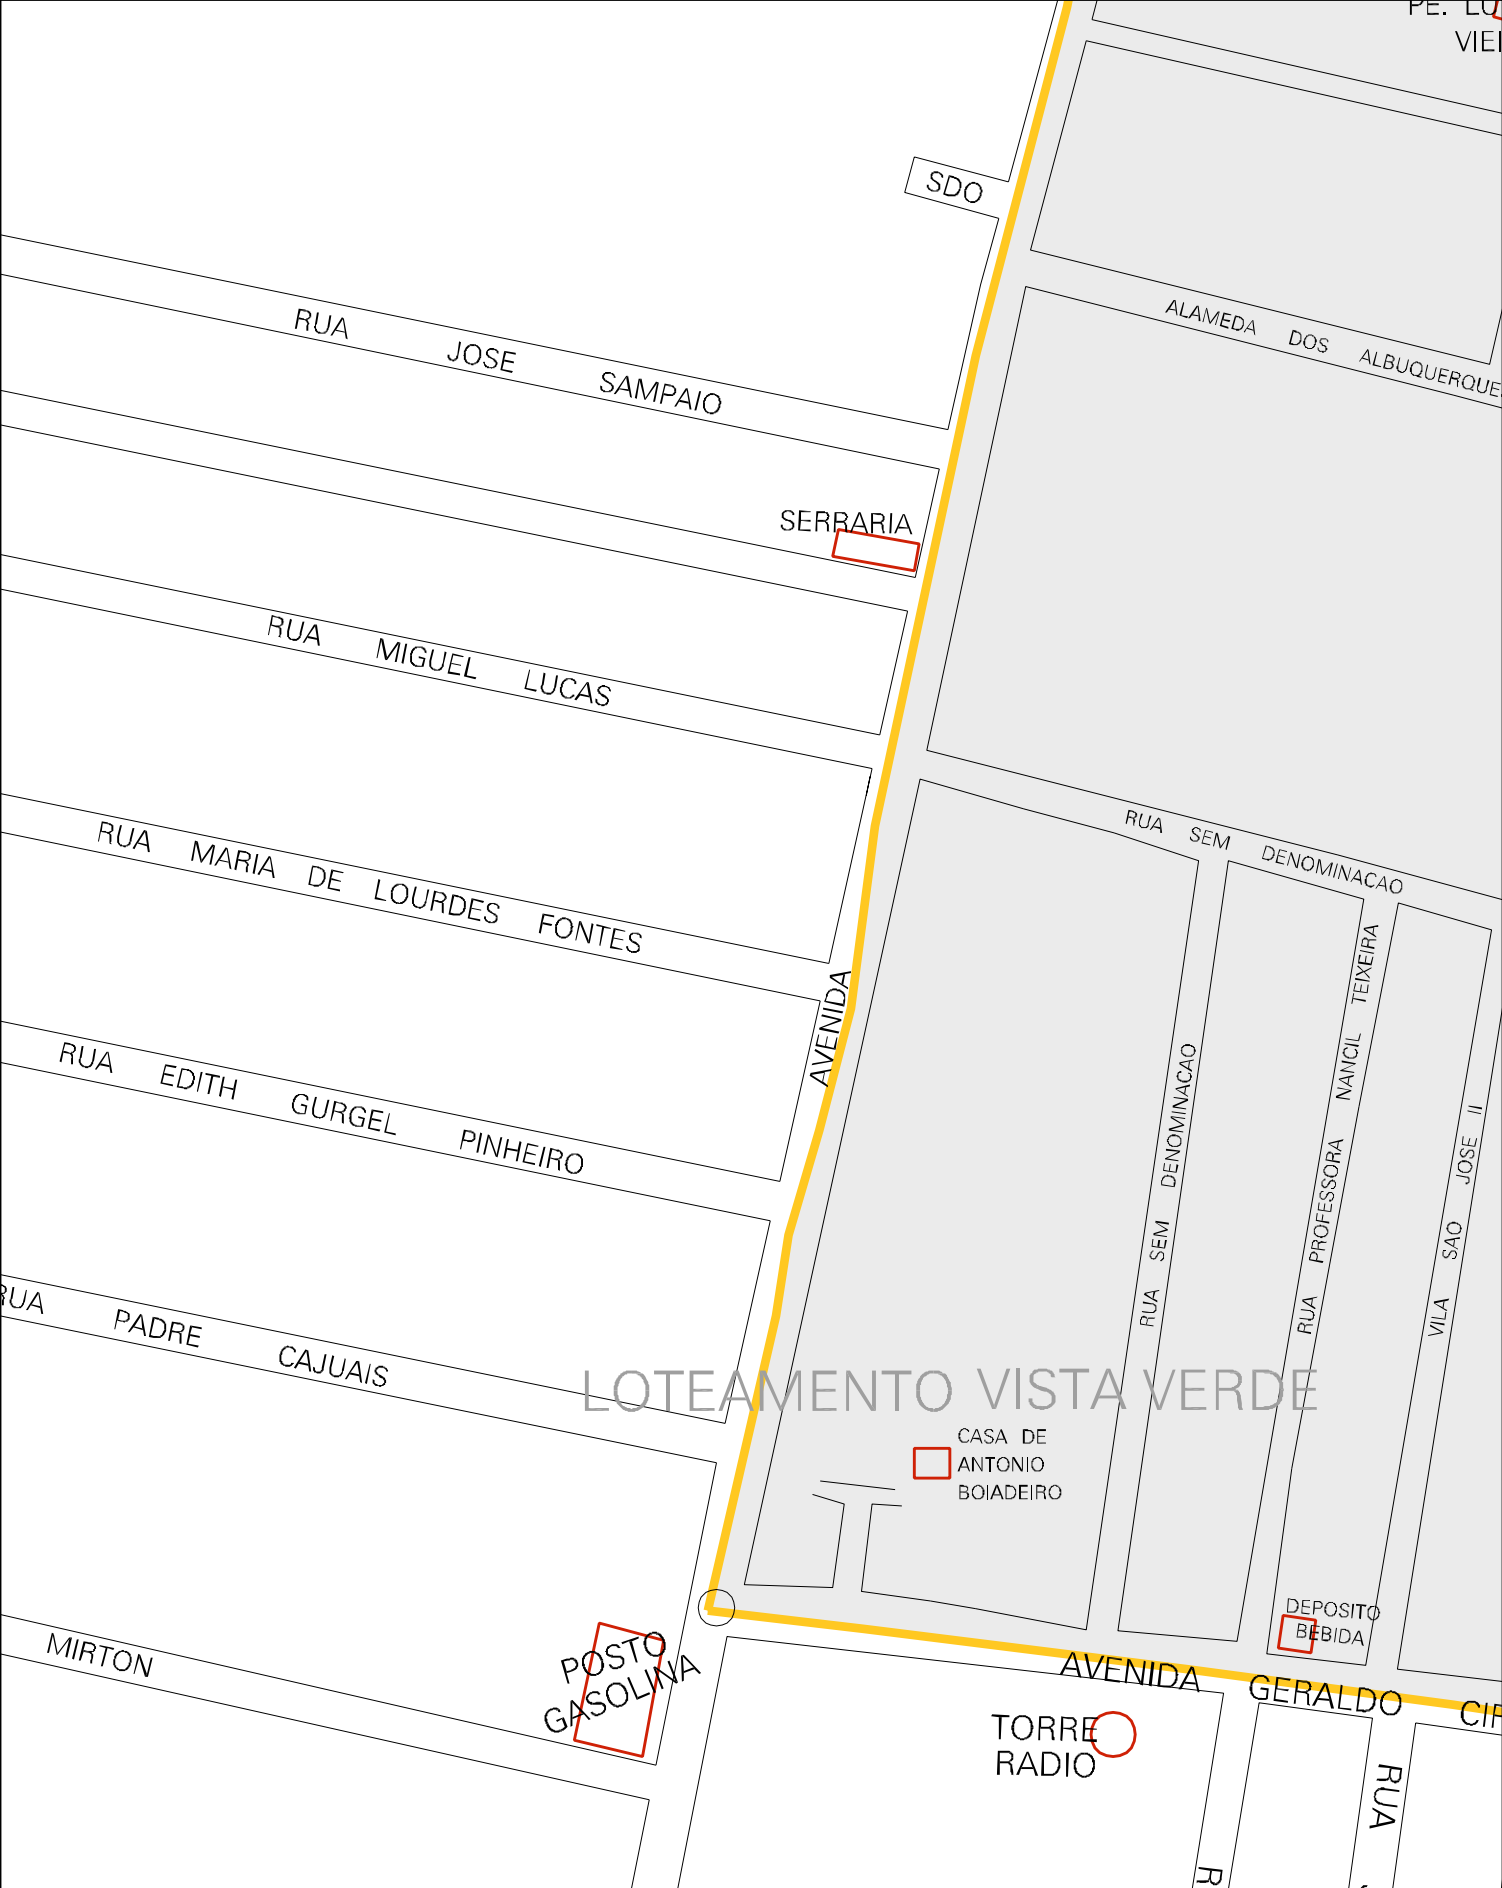 PE.
VIEI
SDO
ALAMEDA DOS ALBUQUERQUE
RUA JOSE SAMPAIO
SERRARIA
RUA MIGUEL LUCAS
RUA SEM DENOMINACAO
RUA MARIA DE LOURDES FONTES
AVENIDA
RUA EDITH GURGEL PINHEIRO
RUA SEM DENOMINACAO
RUA PROFESSORA NANCIL TEIXEIRA
VILA SAO JOSE II
RUA PADRE CAJUAIS
LOTEAMENTO VISTA VERDE
CASA DE
ANTONIO
BOIADEIRO
DEPOSITO
BEBIDA
MIRTON
POSTO
GASOLINA
AVENIDA GERALDO
TORRE
RADIO
RUA
R